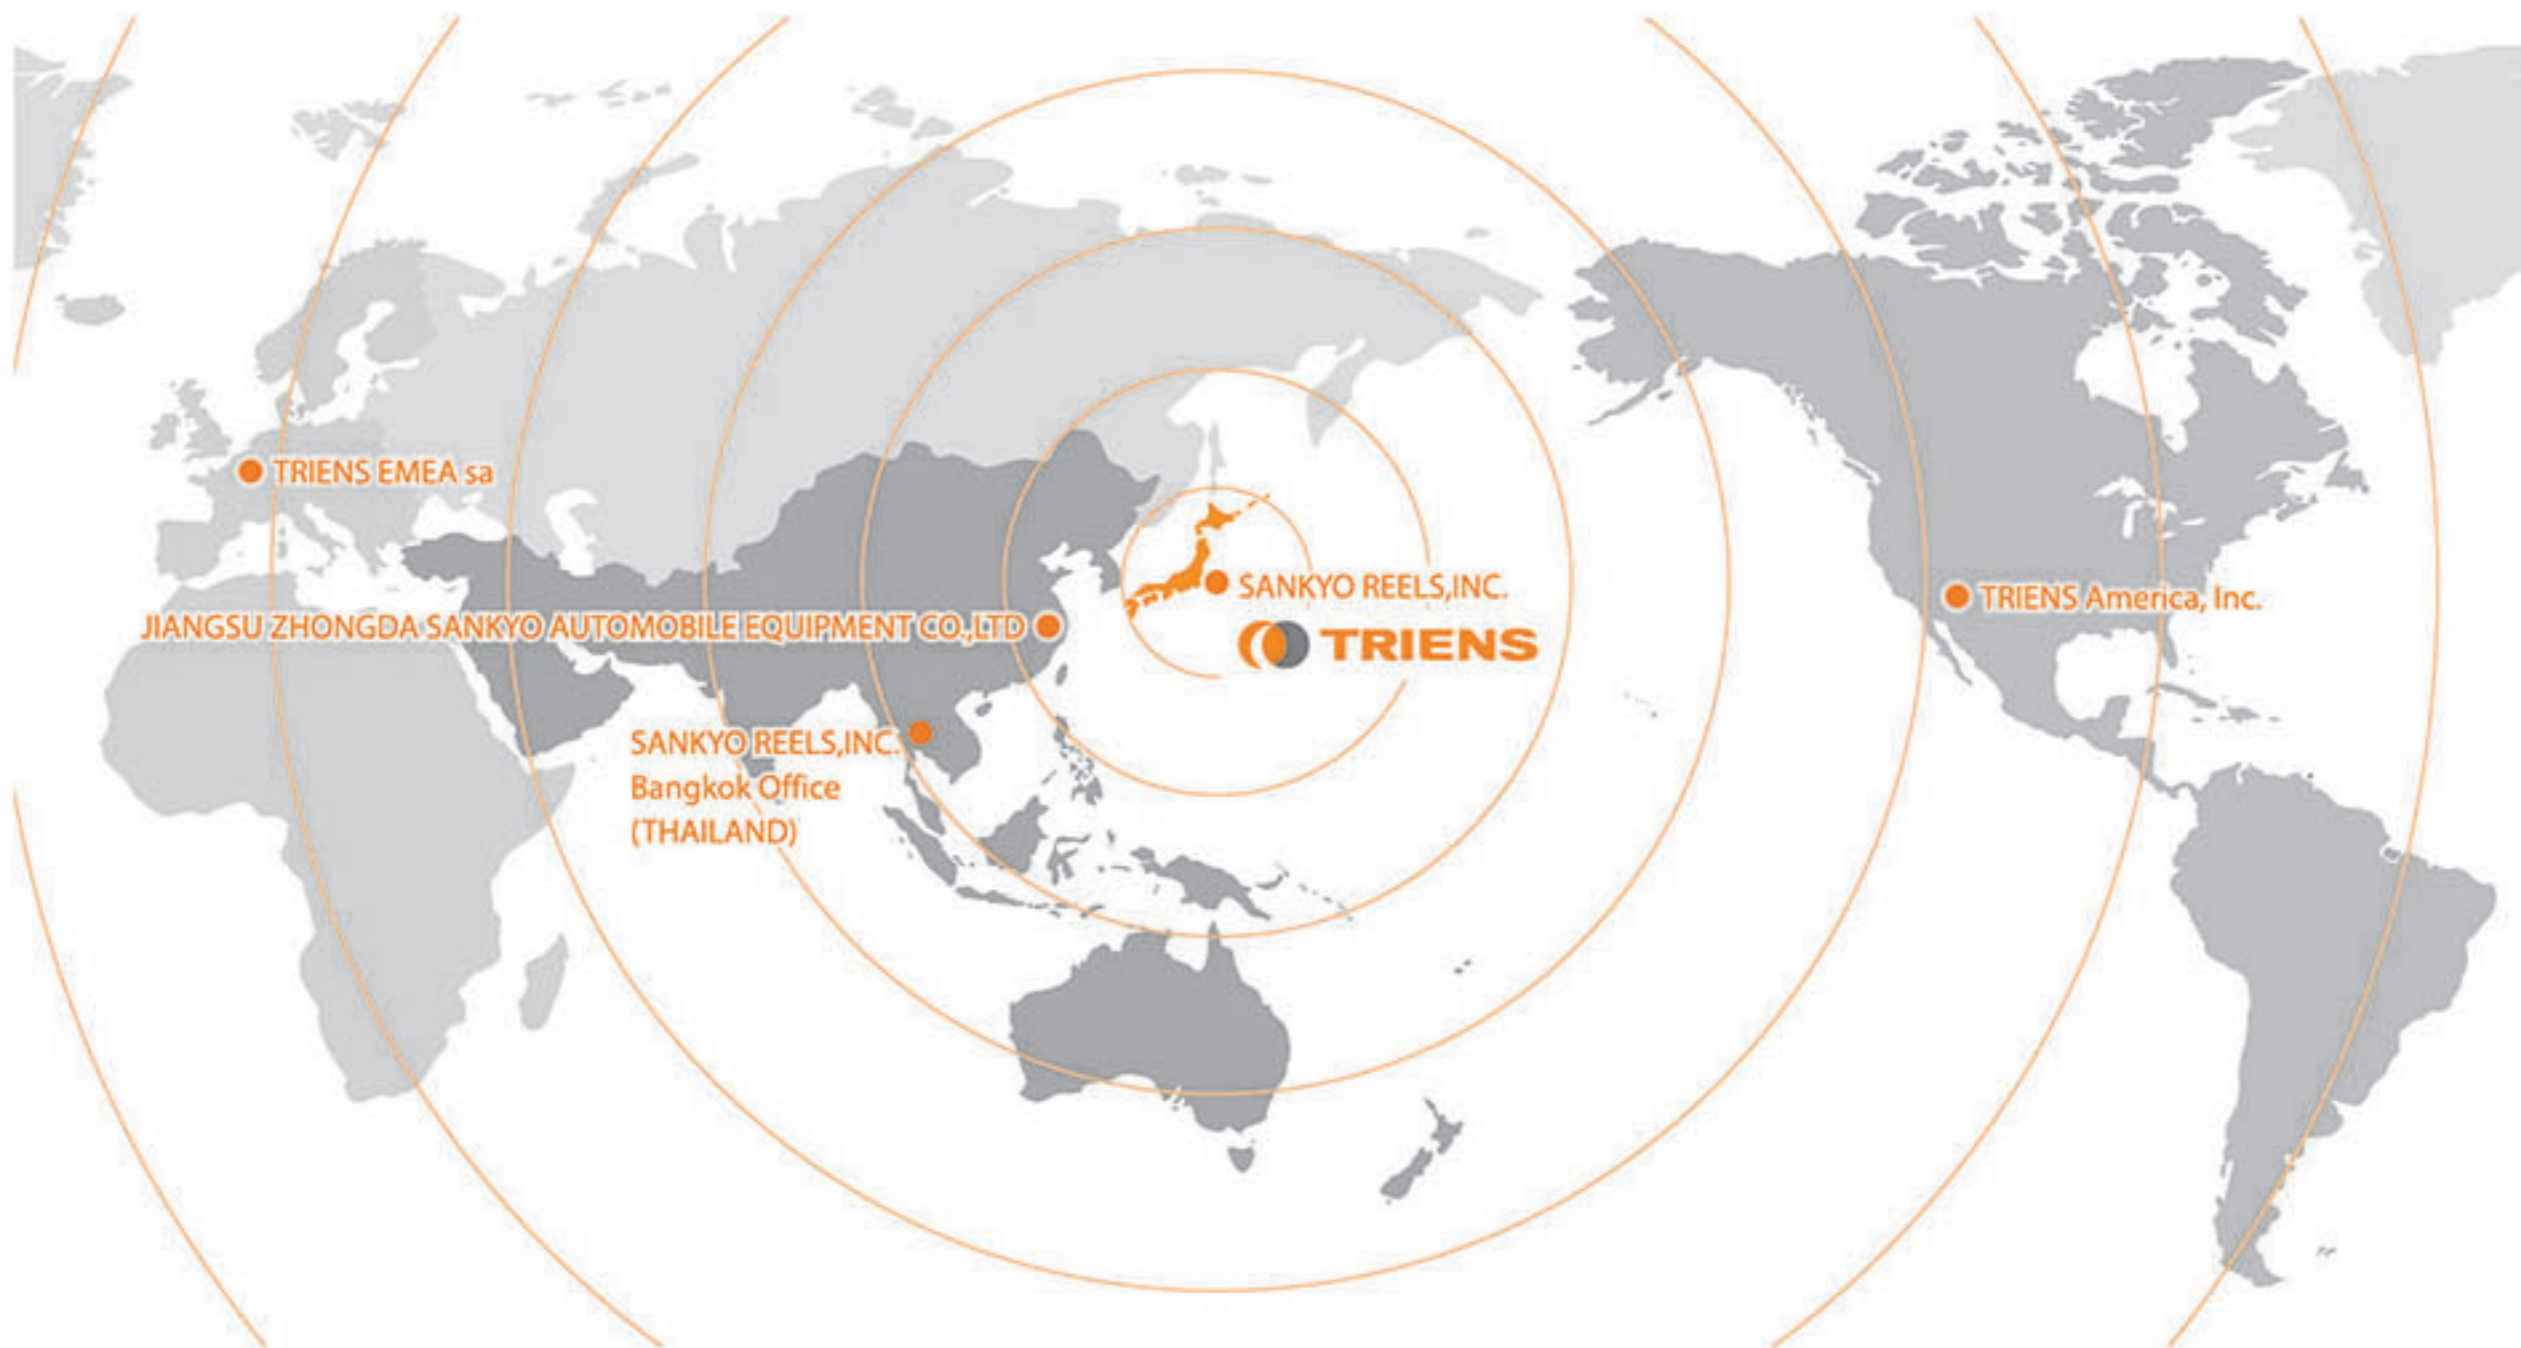 TRIENS EMEA sa
SANKYO REELS,INC.
TRIENS
TRIENS America, Inc.
JIANGSU ZHONGDA SANKYO AUTOMOBILE EQUIPMENT CO.,LTD
SANKYO REELS,INC.
Bangkok Office
(THAILAND)